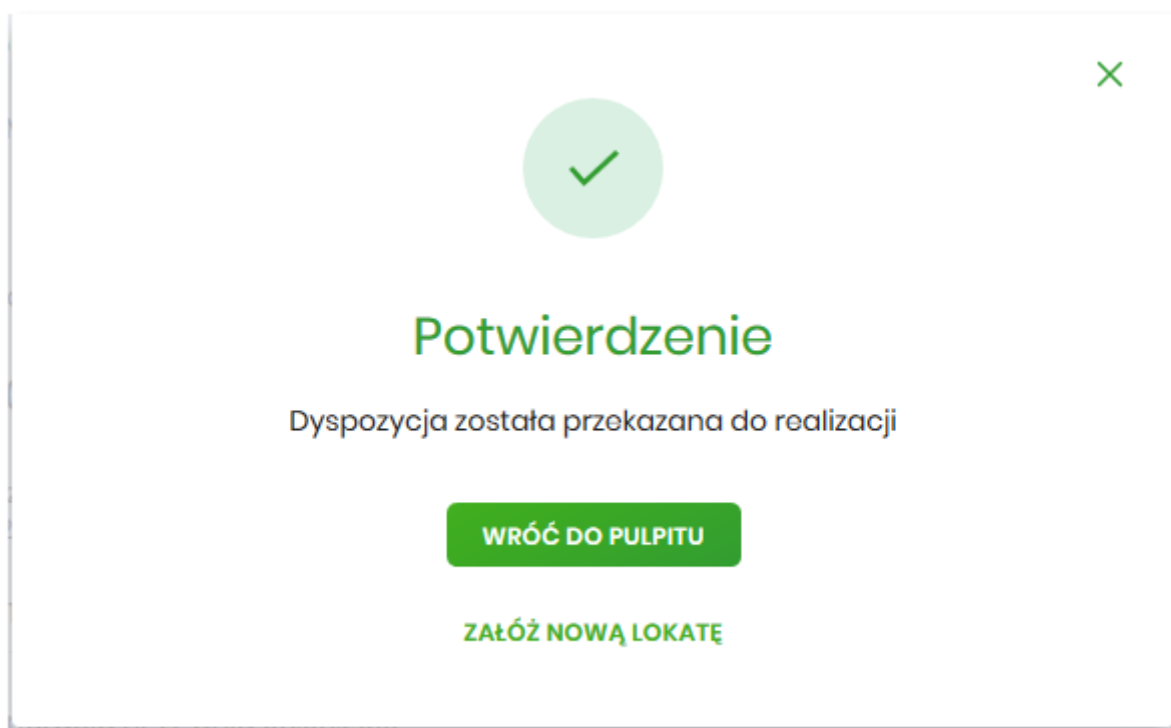 Potwierdzenie
Dyspozycja została przekazana do realizacji
WRÓĆ DO PULPITU
ZAŁÓŻ NOWĄ LOKATĘ